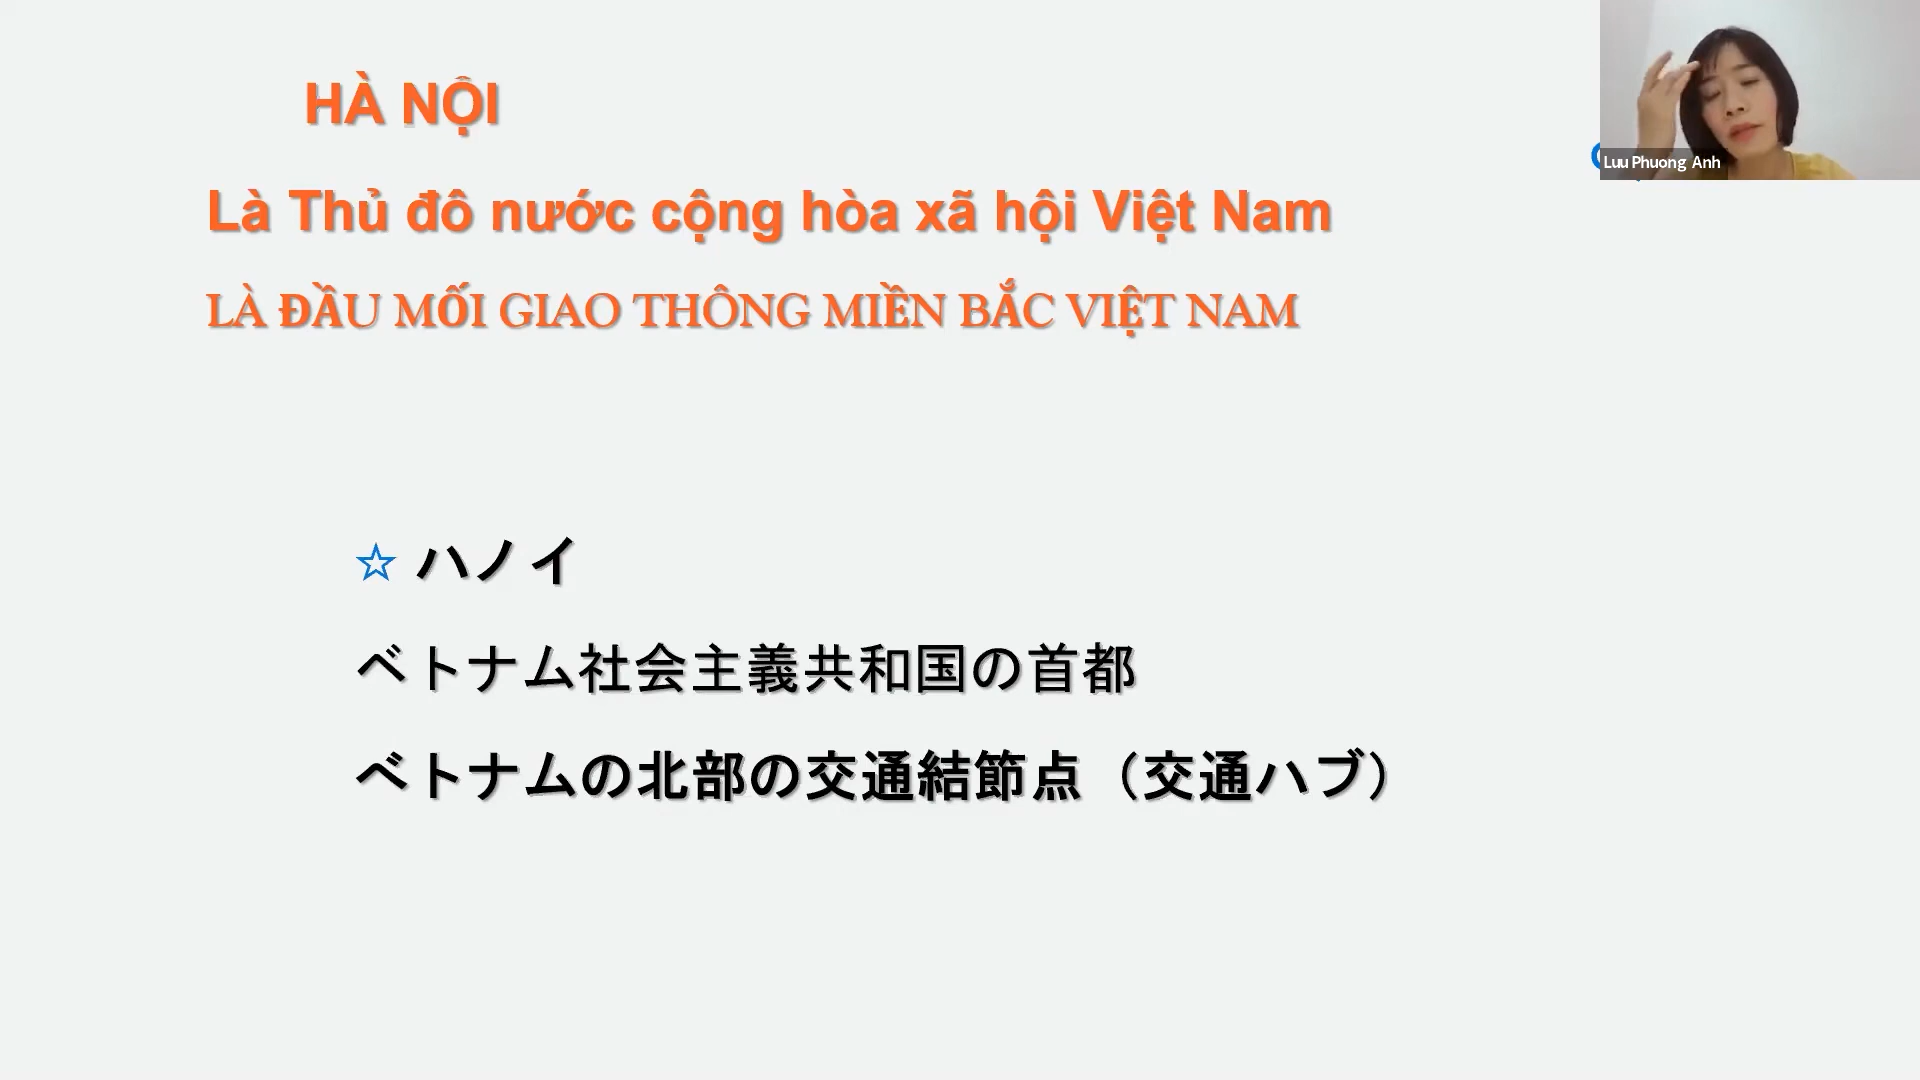 HÀ NỘI
Là Thủ đô nước cộng hòa xã hội Việt Nam
LÀ ĐẦU MỐI GIAO THÔNG MIỀN BẮC VIỆT NAM
Luu Phuong Anh
☆ ハノイ
ベトナム社会主義共和国の首都
ベトナムの北部の交通結節点（交通ハブ）